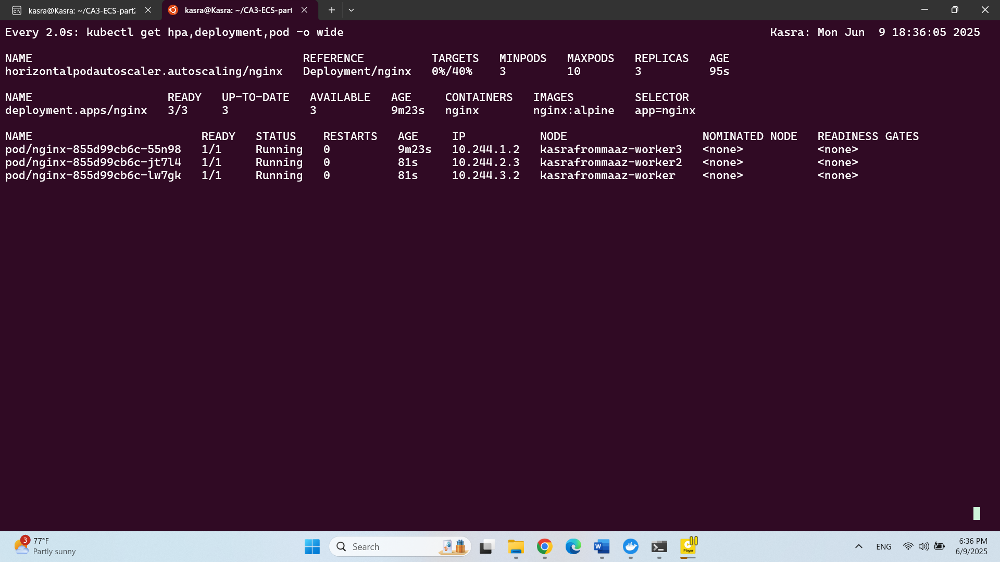 kasra@Kasra: ~/CA3-ECS-part2
kasra@Kasra: ~/CA3-ECS-part
Every 2.0s: kubectl get hpa,deployment,pod -o wide Kasra: Mon Jun  9 18:36:05 2025
NAME REFERENCE TARGETS MINPODS MAXPODS REPLICAS AGE
horizontalpodautoscaler.autoscaling/nginx Deployment/nginx 0%/40% 3 10 3 95s
NAME READY UP-TO-DATE AVAILABLE AGE CONTAINERS IMAGES SELECTOR
deployment.apps/nginx 3/3 3 3 9m23s nginx nginx:alpine app=nginx
NAME READY STATUS RESTARTS AGE IP NODE NOMINATED NODE READINESS GATES
pod/nginx-855d99cb6c-55n98 1/1 Running 0 9m23s 10.244.1.2 kasrafrommaaz-worker3 <none> <none>
pod/nginx-855d99cb6c-jt7l4 1/1 Running 0 81s 10.244.2.3 kasrafrommaaz-worker2 <none> <none>
pod/nginx-855d99cb6c-lw7gk 1/1 Running 0 81s 10.244.3.2 kasrafrommaaz-worker <none> <none>
3
77°F
Partly sunny
Search
Player
ENG
6:36 PM
6/9/2025